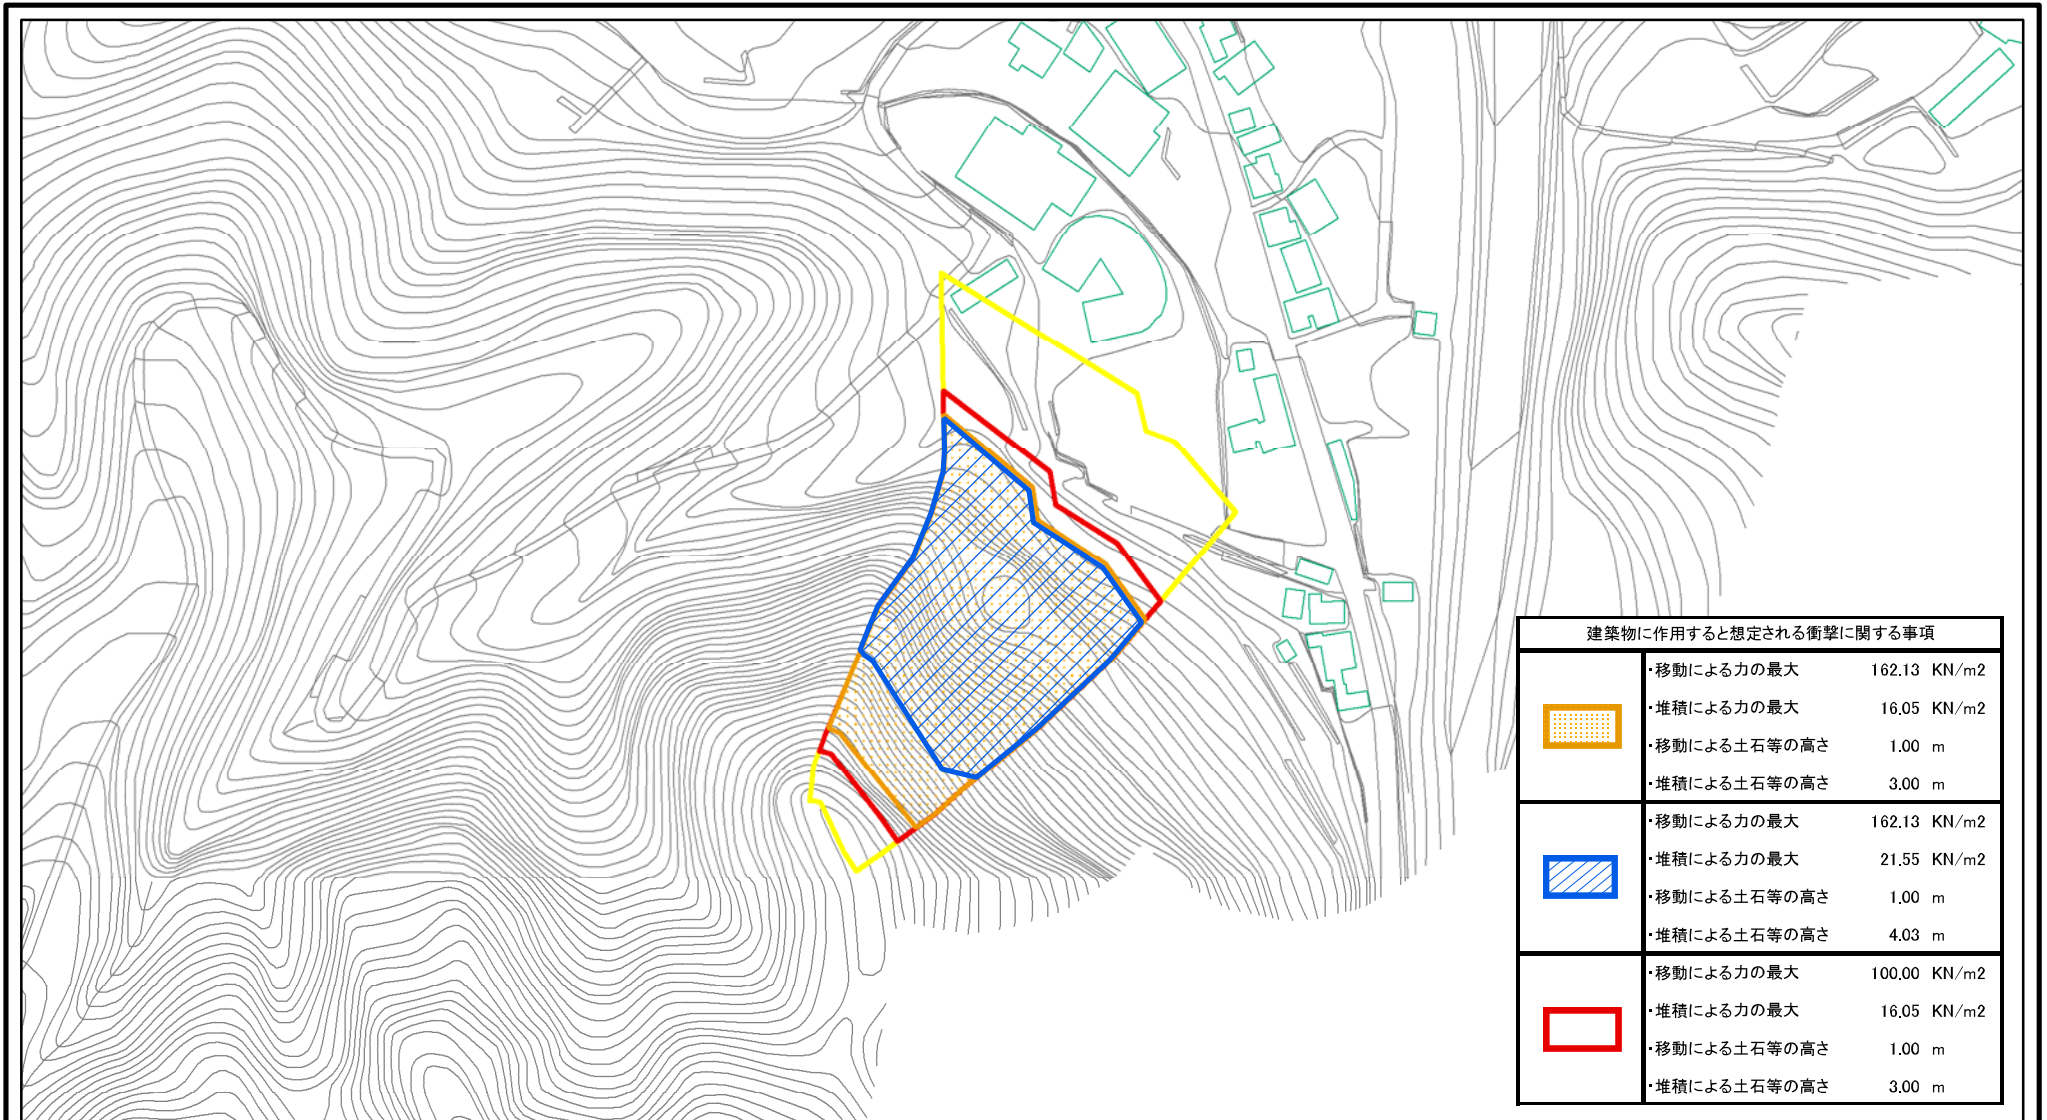 建築物に作用すると想定される衝撃に関する事項
・移動による力の最大 162.13 KN/m2
・堆積による力の最大 16.05 KN/m2
・移動による土石等の高さ 1.00 m
・堆積による土石等の高さ 3.00 m
・移動による力の最大 162.13 KN/m2
・堆積による力の最大 21.55 KN/m2
・移動による土石等の高さ 1.00 m
・堆積による土石等の高さ 4.03 m
・移動による力の最大 100.00 KN/m2
・堆積による力の最大 16.05 KN/m2
・移動による土石等の高さ 1.00 m
・堆積による土石等の高さ 3.00 m